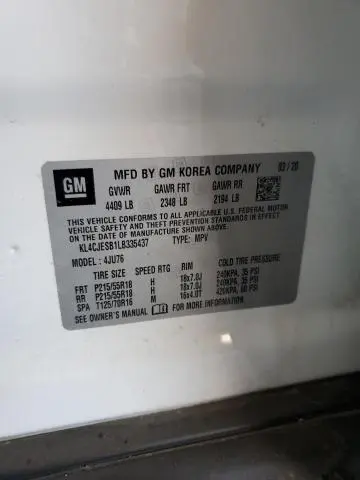 GM
MFD BY GM KOREA COMPANY 03/20
GVWR GAWR FRT GAWR RR
4409 LB 2348 LB 2194 LB
THIS VEHICLE CONFORMS TO ALL APPLICABLE U.S. FEDERAL MOTOR
VEHICLE SAFETY, BUMPER, AND THEFT PREVENTION STANDARDS IN
EFFECT ON THE DATE OF MANUFACTURE SHOWN ABOVE.
KL4CJESB1LB335437 TYPE: MPV
MODEL: 4JU76
TIRE SIZE SPEED RTG RIM COLD TIRE PRESSURE
FRT P215/55R18 H 18x7.0J 240KPA, 35 PSI
RR P215/55R18 H 18x7.0J 240KPA, 35 PSI
SPA T125/70R16 M 16x4.0T 420KPA, 60 PSI
SEE OWNER'S MANUAL FOR MORE INFORMATION.